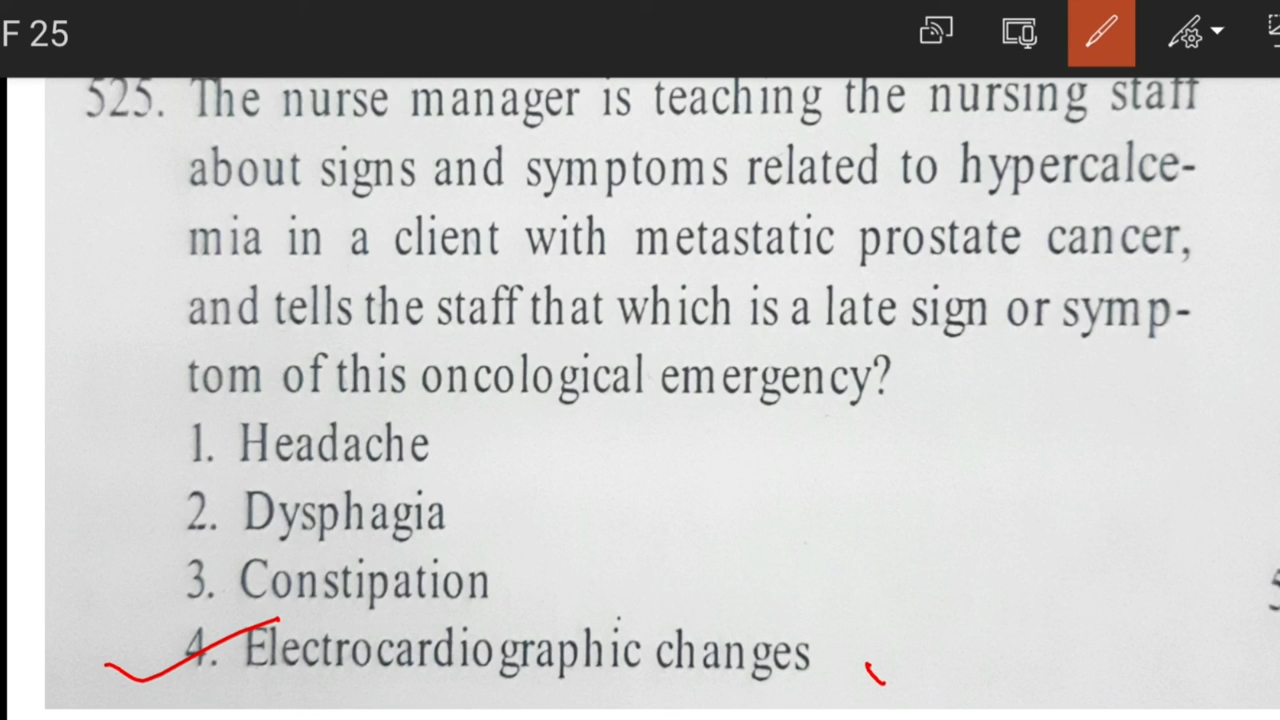 F 25
525. The nurse manager is teaching the nursing staff
about signs and symptoms related to hypercalce-
mia in a client with metastatic prostate cancer,
and tells the staff that which is a late sign or symp-
tom of this oncological emergency?
1. Headache
2. Dysphagia
3. Constipation
4. Electrocardiographic changes